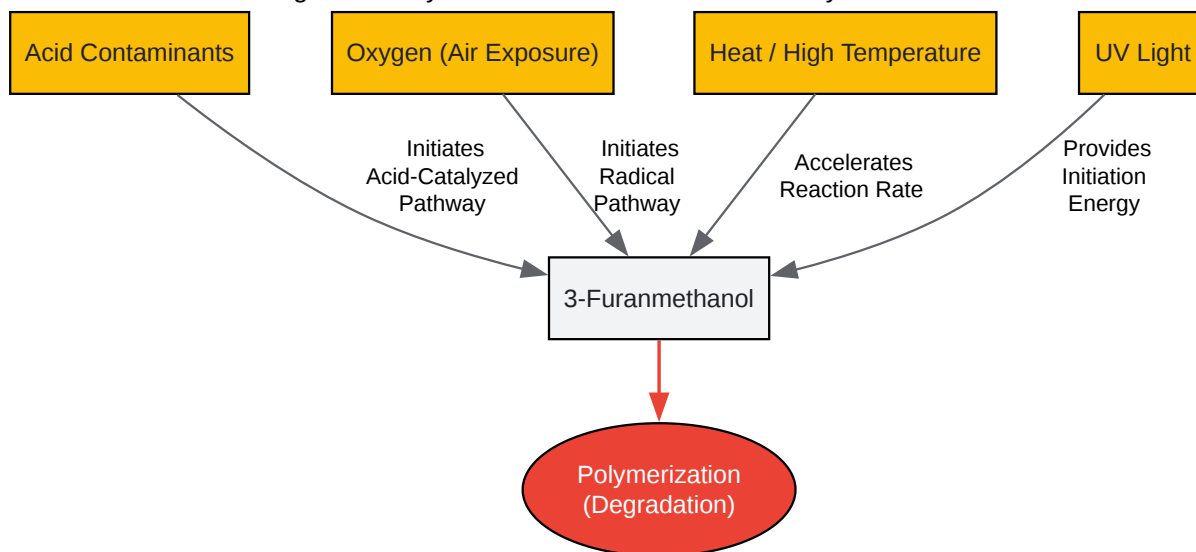 Acid Contaminants
Oxygen (Air Exposure)
Heat / High Temperature
UV Light
Initiates
Acid-Catalyzed
Pathway
Initiates
Radical
Pathway
Accelerates
Reaction Rate
Provides
Initiation
Energy
3-Furanmethanol
Polymerization
(Degradation)